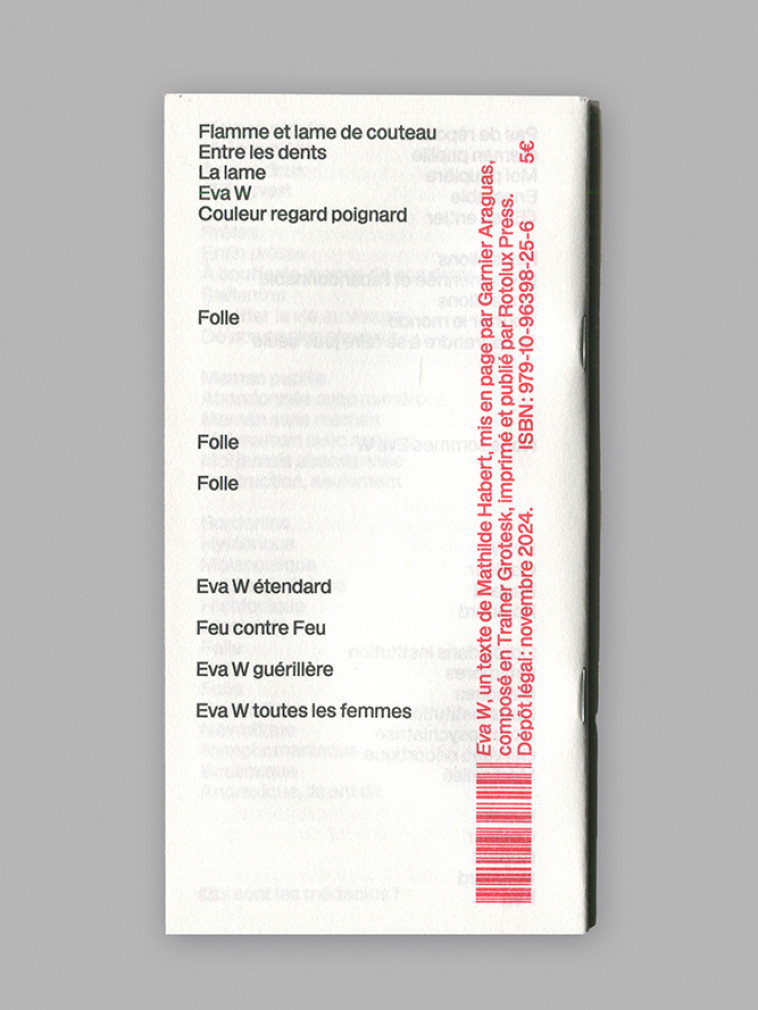 Flamme et lame de couteau
Entre les dents
La lame
Eva W
Couleur regard poignard
Folle
Folle
Folle
Eva W étendard
Feu contre Feu
Eva W guérillère
Eva W toutes les femmes
Eva W, un texte de Mathilde Habert, mis en page par Garnier Araguas,
composé en Trainer Grotesk, imprimé et publié par Rotolux Press.
Dépôt légal : novembre 2024. ISBN : 979-10-96398-25-6 5€